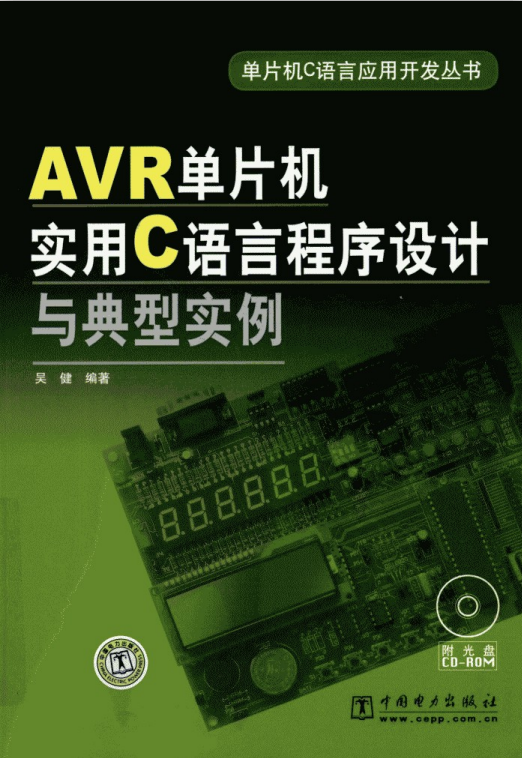 单片机C语言应用开发丛书
AVR单片机
实用C语言程序设计
与典型实例
吴 健 编著
附光盘
CD-ROM
中国电力出版社
www.cepp.com.cn